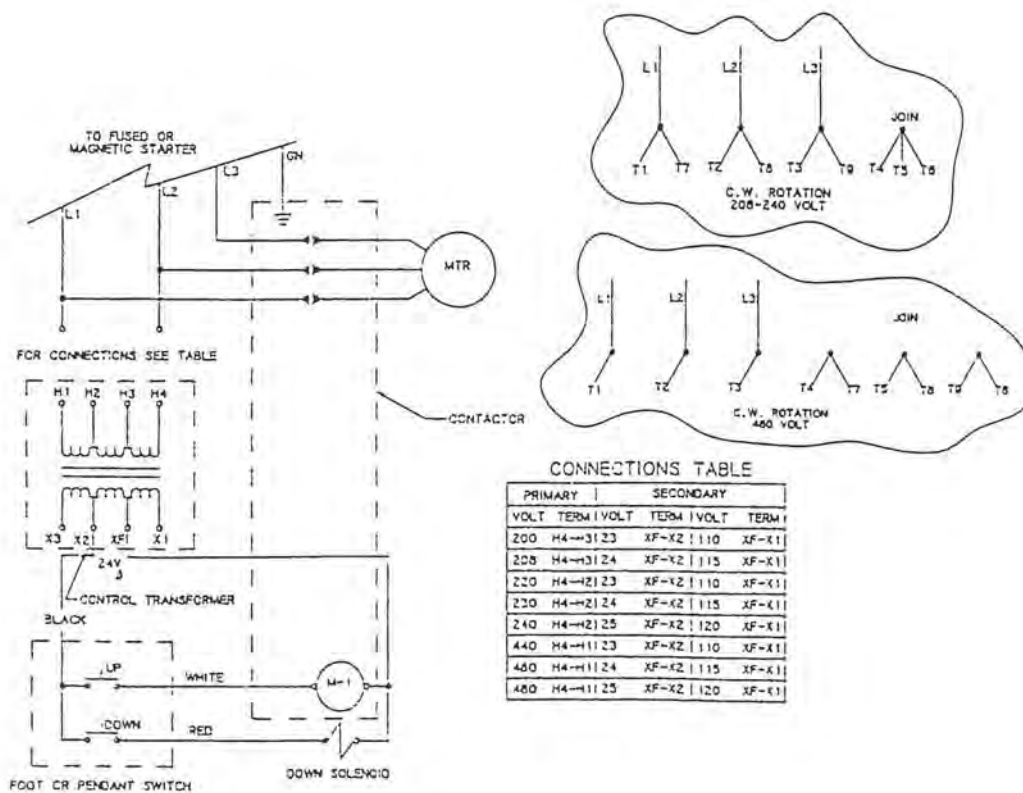 TO FUSED OR
MAGNETIC STARTER
L1
L2
L3
GN
MTR
FOR CONNECTIONS SEE TABLE
H1 H2 H3 H4
X3 X2 XF X1
24V
CONTROL TRANSFORMER
BLACK
UP
WHITE
M-1
DOWN
RED
DOWN SOLENOID
FOOT OR PENDANT SWITCH
CONTACTOR
L1 L2 L3
JOIN
T1 T7 T2 T8 T3 T9 T4 T5 T6
C.W. ROTATION
208-240 VOLT
L1 L2 L3
JOIN
T1 T2 T3 T4 T7 T5 T8 T9 T6
C.W. ROTATION
460 VOLT
CONNECTIONS TABLE
PRIMARY SECONDARY
VOLT TERM VOLT TERM VOLT TERM
200 H4-H3 23 XF-X2 110 XF-X1
208 H4-H3 24 XF-X2 115 XF-X1
220 H4-H2 23 XF-X2 110 XF-X1
230 H4-H2 24 XF-X2 115 XF-X1
240 H4-H2 25 XF-X2 120 XF-X1
440 H4-H1 23 XF-X2 110 XF-X1
460 H4-H1 24 XF-X2 115 XF-X1
480 H4-H1 25 XF-X2 120 XF-X1